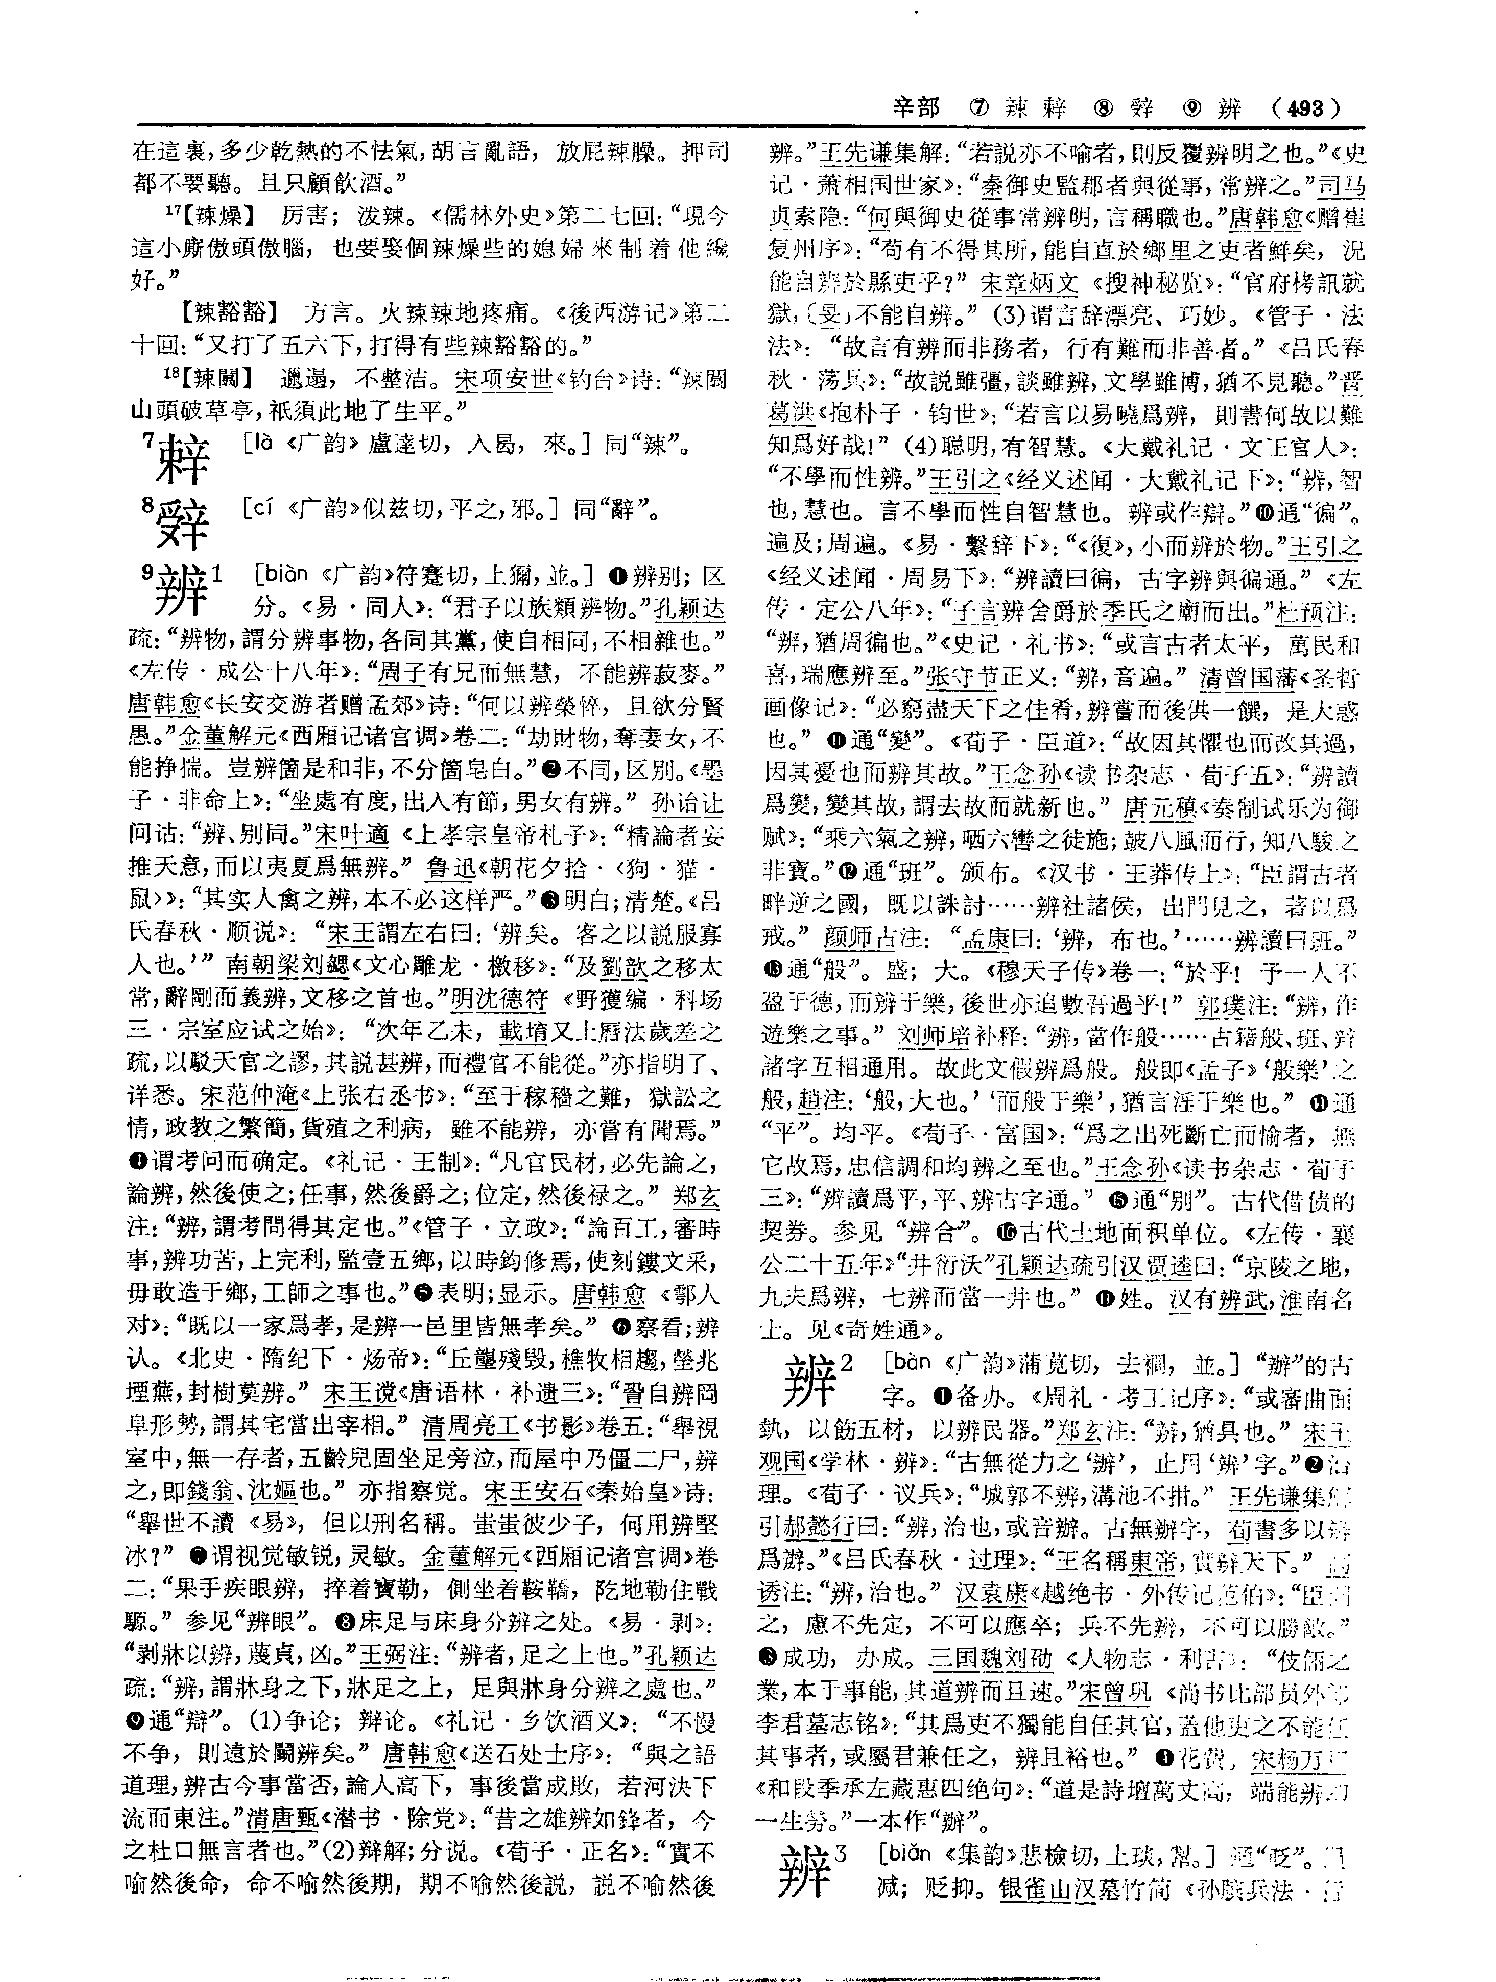 辛部 ⑦ 辣 𨐌 ⑧ 辤 ⑨ 辨 (493)
在這裏,多少乾熱的不怯氣,胡言亂語,放屁辣臊。押司
都不要聽。且只顧飲酒。”
17【辣燥】 厉害;泼辣。《儒林外史》第二七回:“現今
這小廝傲頭傲腦,也要娶個辣燥些的媳婦來制着他纔
好。”
【辣豁豁】 方言。火辣辣地疼痛。《後西游记》第二
十回:“又打了五六下,打得有些辣豁豁的。”
18【辣闒】 邋遢,不整洁。宋项安世《钓台》诗:“辣闒
山頭破草亭,祇須此地了生平。”
7 [là 《广韵》盧達切,入曷,來。]同“辣”。
8辤 [cí 《广韵》似兹切,平之,邪。]同“辭”。
9辨1 [biàn 《广韵》符蹇切,上獮,並。] ❶辨别;区
分。《易·同人》:“君子以族類辨物。”孔颖达
疏:“辨物,謂分辨事物,各同其黨,使自相同,不相雜也。”
《左传·成公十八年》:“周子有兄而無慧,不能辨菽麥。”
唐韩愈《长安交游者赠孟郊》诗:“何以辨榮悴,且欲分賢
愚。”金董解元《西厢记诸宫调》卷二:“劫財物,奪妻女,不
能挣揣。豈辨箇是和非,不分箇皂白。”❷不同,区别。《墨
子·非命上》:“坐處有度,出入有節,男女有辨。”孙诒让
间诂:“辨、别同。”宋叶適《上孝宗皇帝札子》:“精論者安
推天意,而以夷夏爲無辨。”鲁迅《朝花夕拾·〈狗·猫·
鼠〉》:“其实人禽之辨,本不必这样严。”❸明白;清楚。《吕
氏春秋·顺说》:“宋王謂左右曰:‘辨矣。客之以説服寡
人也。’”南朝梁刘勰《文心雕龙·檄移》:“及劉歆之移太
常,辭剛而義辨,文移之首也。”明沈德符《野獲编·科场
三·宗室应试之始》:“次年乙未,載堉又上曆法歲差之
疏,以駁天官之謬,其説甚辨,而禮官不能從。”亦指明了、
详悉。宋范仲淹《上张右丞书》:“至于稼穡之難,獄訟之
情,政教之繁簡,貨殖之利病,雖不能辨,亦嘗有聞焉。”
❹谓考问而确定。《礼记·王制》:“凡官民材,必先論之,
論辨,然後使之;任事,然後爵之;位定,然後禄之。”郑玄
注:“辨,謂考問得其定也。”《管子·立政》:“論百工,審時
事,辨功苦,上完利,監壹五鄉,以時鈞修焉,使刻鏤文采,
毋敢造于鄉,工師之事也。”❺表明;显示。唐韩愈《鄠人
对》:“既以一家爲孝,是辨一邑里皆無孝矣。”❻察看;辨
认。《北史·隋纪下·炀帝》:“丘壟殘毁,樵牧相趨,塋兆
堙蕪,封樹莫辨。”宋王谠《唐语林·补遗三》:“晉自辨岡
阜形勢,謂其宅當出宰相。”清周亮工《书影》卷五:“舉視
室中,無一存者,五齡兒固坐足旁泣,而屋中乃僵二尸,辨
之,即錢翁、沈嫗也。”亦指察觉。宋王安石《秦始皇》诗:
“舉世不讀《易》,但以刑名稱。蚩蚩彼少子,何用辨堅
冰?”❼谓视觉敏锐,灵敏。金董解元《西厢记诸宫调》卷
二:“果手疾眼辨,捽着寶勒,側坐着鞍鞽,阨地勒住戰
騵。”参见“辨眼”。❽床足与床身分辨之处。《易·剥》:
“剥牀以辨,蔑貞,凶。”王弼注:“辨者,足之上也。”孔颖达
疏:“辨,謂牀身之下,牀足之上,足與牀身分辨之處也。”
❾通“辯”。(1)争论;辩论。《礼记·乡饮酒义》:“不慢
不争,則遠於鬭辨矣。”唐韩愈《送石处士序》:“與之語
道理,辨古今事當否,論人高下,事後當成敗,若河決下
流而東注。”清唐甄《潜书·除党》:“昔之雄辨如鋒者,今
之杜口無言者也。”(2)辩解;分说。《荀子·正名》:“實不
喻然後命,命不喻然後期,期不喻然後説,説不喻然後
辨。”王先谦集解:“若説亦不喻者,則反覆辨明之也。”《史
记·萧相国世家》:“秦御史監郡者與從事,常辨之。”司马
贞索隐:“何與御史從事常辨明,言稱職也。”唐韩愈《赠崔
复州序》:“苟有不得其所,能自直於鄉里之吏者鮮矣,況
能自辨於縣吏乎?”宋章炳文《搜神秘览》:“官府栲訊就
獄,〔旻〕不能自辨。”(3)谓言辞漂亮、巧妙。《管子·法
法》:“故言有辨而非務者,行有難而非善者。”《吕氏春
秋·荡兵》:“故説雖彊,談雖辨,文學雖博,猶不見聽。”晋
葛洪《抱朴子·钧世》:“若言以易曉爲辨,則書何故以難
知爲好哉!”(4)聪明,有智慧。《大戴礼记·文王官人》:
“不學而性辨。”王引之《经义述闻·大戴礼记下》:“辨,智
也,慧也。言不學而性自智慧也。辨或作辯。”❿通“徧”。
遍及;周遍。《易·繫辞下》:“《復》,小而辨於物。”王引之
《经义述闻·周易下》:“辨讀曰徧,古字辨與徧通。”《左
传·定公八年》:“子言辨舍爵於季氏之廟而出。”杜预注:
“辨,猶周徧也。”《史记·礼书》:“或言古者太平,萬民和
喜,瑞應辨至。”张守节正义:“辨,音遍。”清曾国藩《圣哲
画像记》:“必窮盡天下之佳肴,辨嘗而後供一饌,是大惑
也。”⓫通“變”。《荀子·臣道》:“故因其懼也而改其過,
因其憂也而辨其故。”王念孙《读书杂志·荀子五》:“辨讀
爲變,變其故,謂去故而就新也。”唐元稹《奏制试乐为御
赋》:“乘六氣之辨,哂六轡之徒施;鼓八風而行,知八駿之
非寶。”⓬通“班”。颁布。《汉书·王莽传上》:“臣謂古者
畔逆之國,既以誅討……辨社諸侯,出門見之,著以爲
戒。”颜师古注:“孟康曰:‘辨,布也。’……辨讀曰班。”
⓭通“般”。盛;大。《穆天子传》卷一:“於乎!予一人不
盈于德,而辨于樂,後世亦追數吾過乎!”郭璞注:“辨,作
遊樂之事。”刘师培补释:“辨,當作般……古籍般、班、辨
諸字互相通用。故此文假辨爲般。般即《孟子》‘般樂’之
般,趙注:‘般,大也。’‘而般于樂’,猶言淫于樂也。”⓮通
“平”。均平。《荀子·富国》:“爲之出死斷亡而愉者,無
它故焉,忠信調和均辨之至也。”王念孙《读书杂志·荀子
三》:“辨讀爲平,平、辨古字通。”⓯通“别”。古代借债的
契券。参见“辨合”。⓰古代土地面积单位。《左传·襄
公二十五年》“井衍沃”孔颖达疏引汉贾逵曰:“京陵之地,
九夫爲辨,七辨而當一井也。”⓱姓。汉有辨武,淮南名
士。见《奇姓通》。
辨2 [bàn 《广韵》蒲莧切,去襉,並。]“辦”的古
字。❶备办。《周礼·考工记序》:“或審曲面
埶,以飭五材,以辨民器。”郑玄注:“辨,猶具也。”宋王
观国《学林·辨》:“古無從力之‘辦’,止用‘辨’字。”❷治
理。《荀子·议兵》:“城郭不辨,溝池不拑。”王先谦集解
引郝懿行曰:“辨,治也,或音辦。古無辦字,荀書多以辨
爲辦。”《吕氏春秋·过理》:“王名稱東帝,實辨天下。”高
诱注:“辨,治也。”汉袁康《越绝书·外传记范伯》:“臣聞
之,慮不先定,不可以應卒;兵不先辨,不可以勝敵。”
❸成功,办成。三国魏刘劭《人物志·利害》:“伎儒之
業,本于事能,其道辨而且速。”宋曾巩《尚书比部员外郎
李君墓志铭》:“其爲吏不獨能自任其官,蓋他吏之不能任
其事者,或屬君兼任之,辨且裕也。”❹花費。宋杨万里
《和段季承左藏惠四绝句》:“道是詩壇萬丈高,端能辨却
一生勞。”一本作“辦”。
辨3 [biǎn 《集韵》悲檢切,上琰,幫。]通“貶”。
减;贬抑。银雀山汉墓竹简《孙膑兵法·行